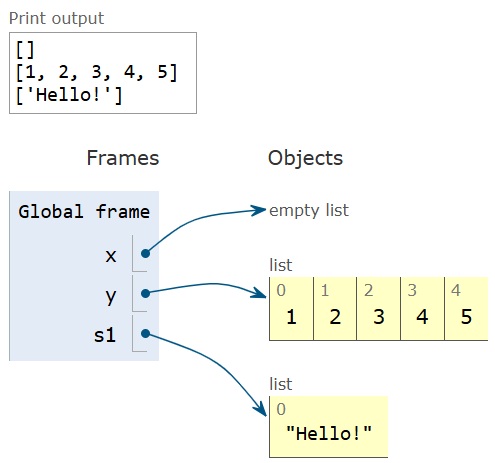 Print output
[]
[1, 2, 3, 4, 5]
['Hello!']
Frames Objects
Global frame
empty list
x
list
y
0 1 2 3 4
1 2 3 4 5
s1
list
0
"Hello!"